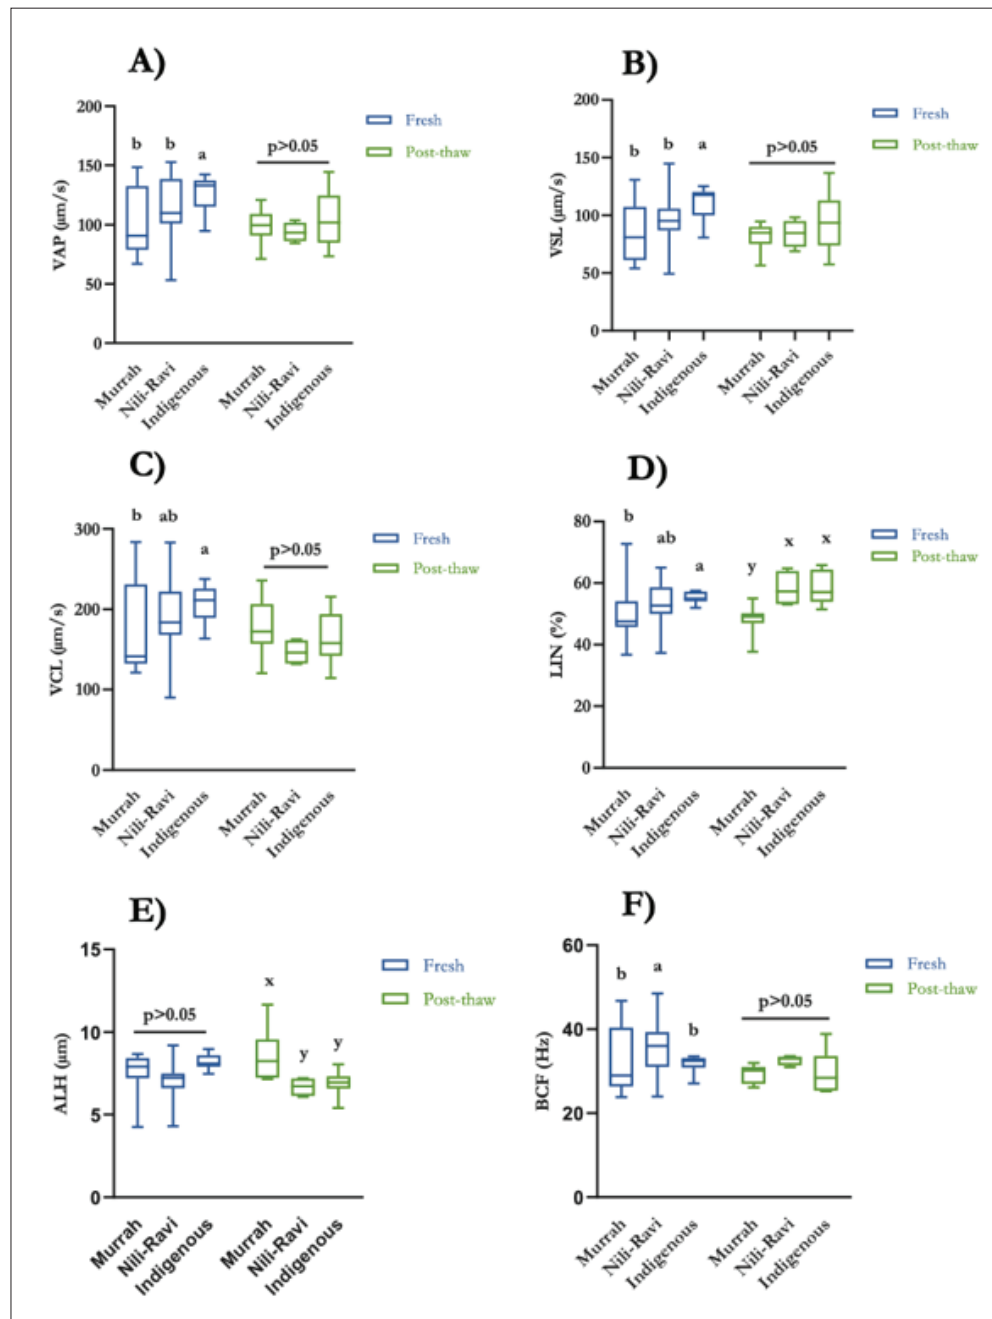 A)
VAP (µm/s)
200
150
100
50
0
b b a
p>0.05
Fresh
Post-thaw
Murrah
Nili-Ravi
Indigenous
Murrah
Nili-Ravi
Indigenous
B)
VSL (µm/s)
200
150
100
50
0
b b a
p>0.05
Fresh
Post-thaw
Murrah
Nili-Ravi
Indigenous
Murrah
Nili-Ravi
Indigenous
C)
VCL (µm/s)
300
200
100
0
b ab a
p>0.05
Fresh
Post-thaw
Murrah
Nili-Ravi
Indigenous
Murrah
Nili-Ravi
Indigenous
D)
LIN (%)
80
60
40
20
0
b ab a
y x x
Fresh
Post-thaw
Murrah
Nili-Ravi
Indigenous
Murrah
Nili-Ravi
Indigenous
E)
ALH (µm)
15
10
5
0
p>0.05
x y y
Fresh
Post-thaw
Murrah
Nili-Ravi
Indigenous
Murrah
Nili-Ravi
Indigenous
F)
BCF (Hz)
60
40
20
0
b a b
p>0.05
Fresh
Post-thaw
Murrah
Nili-Ravi
Indigenous
Murrah
Nili-Ravi
Indigenous